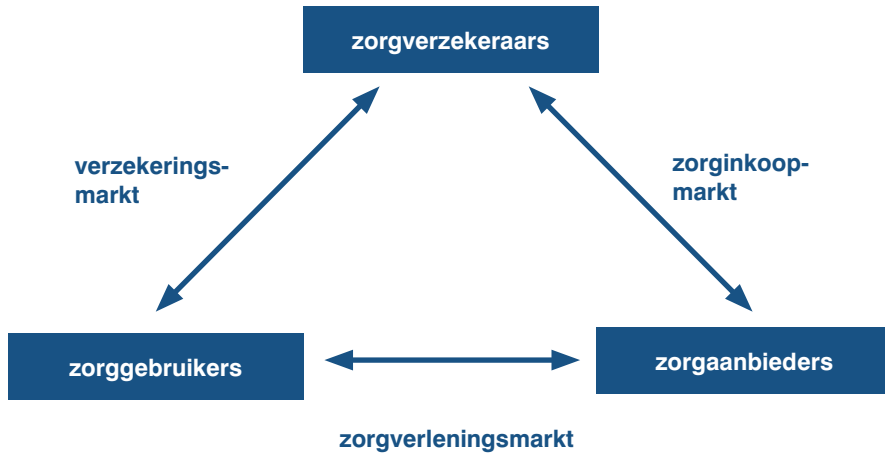 zorgverzekeraars
verzekerings-
markt
zorginkoop-
markt
zorggebruikers
zorgaanbieders
zorgverleningsmarkt